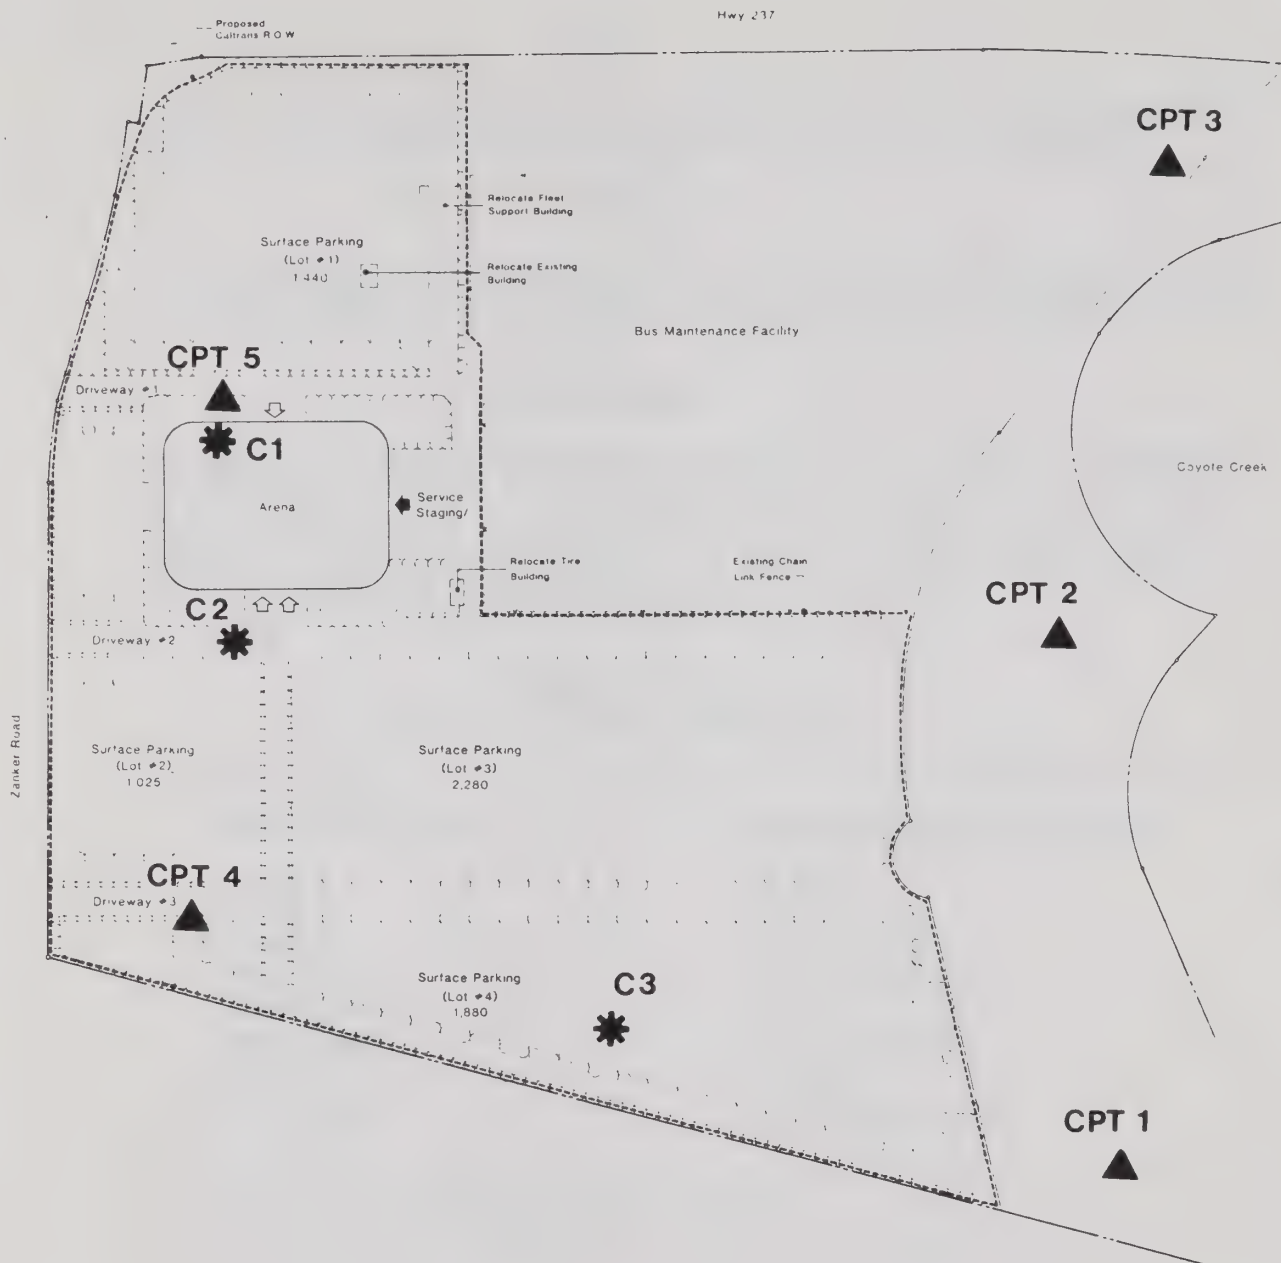 Hwy 237
Proposed
Caltrans R.O.W
CPT 3
Relocate Fleet
Support Building
Surface Parking
(Lot #1)
1,440
Relocate Existing
Building
Bus Maintenance Facility
CPT 5
Driveway #1
C1
Coyote Creek
Arena
Service
Staging/
Relocate Tire
Building
Existing Chain
Link Fence
CPT 2
C2
Driveway #2
Zanker Road
Surface Parking
(Lot #2)
1,025
Surface Parking
(Lot #3)
2,280
CPT 4
Driveway #3
Surface Parking
(Lot #4)
1,880
C3
CPT 1